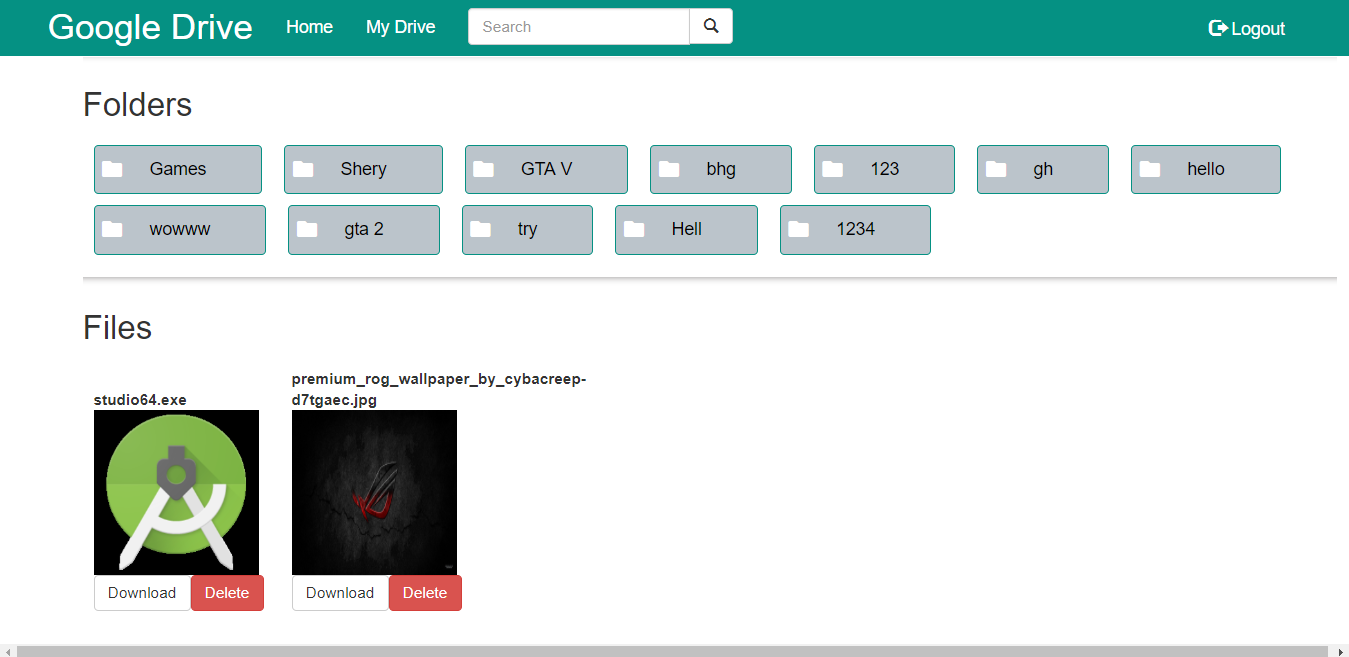 Google Drive Home My Drive Search Logout
Folders
Games Shery GTA V bhg 123 gh hello
wowww gta 2 try Hell 1234
Files
studio64.exe
premium_rog_wallpaper_by_cybacreep-
d7tgaec.jpg
Download Delete Download Delete